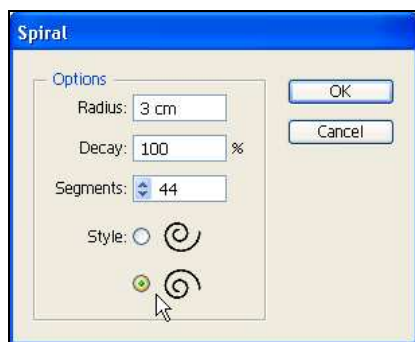 Spiral
Options
Radius: 3 cm
Decay: 100 %
Segments: 44
Style:
OK
Cancel